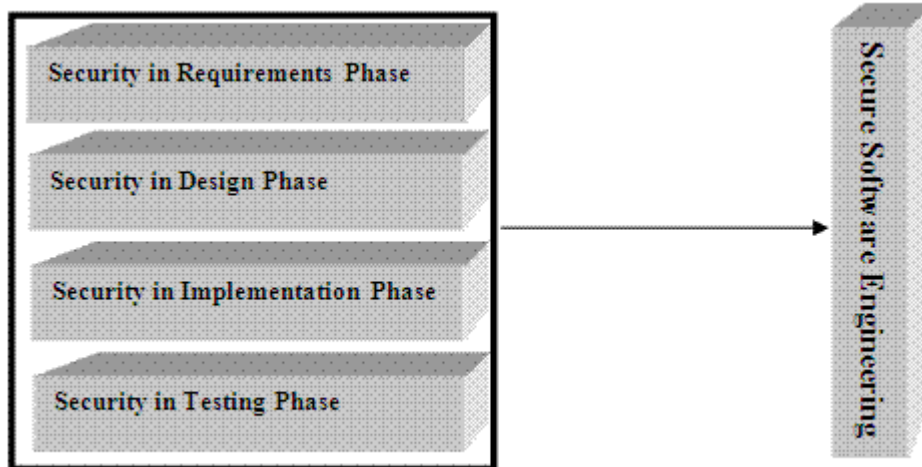 Security in Requirements Phase
Security in Design Phase
Security in Implementation Phase
Security in Testing Phase
Secure Software Engineering